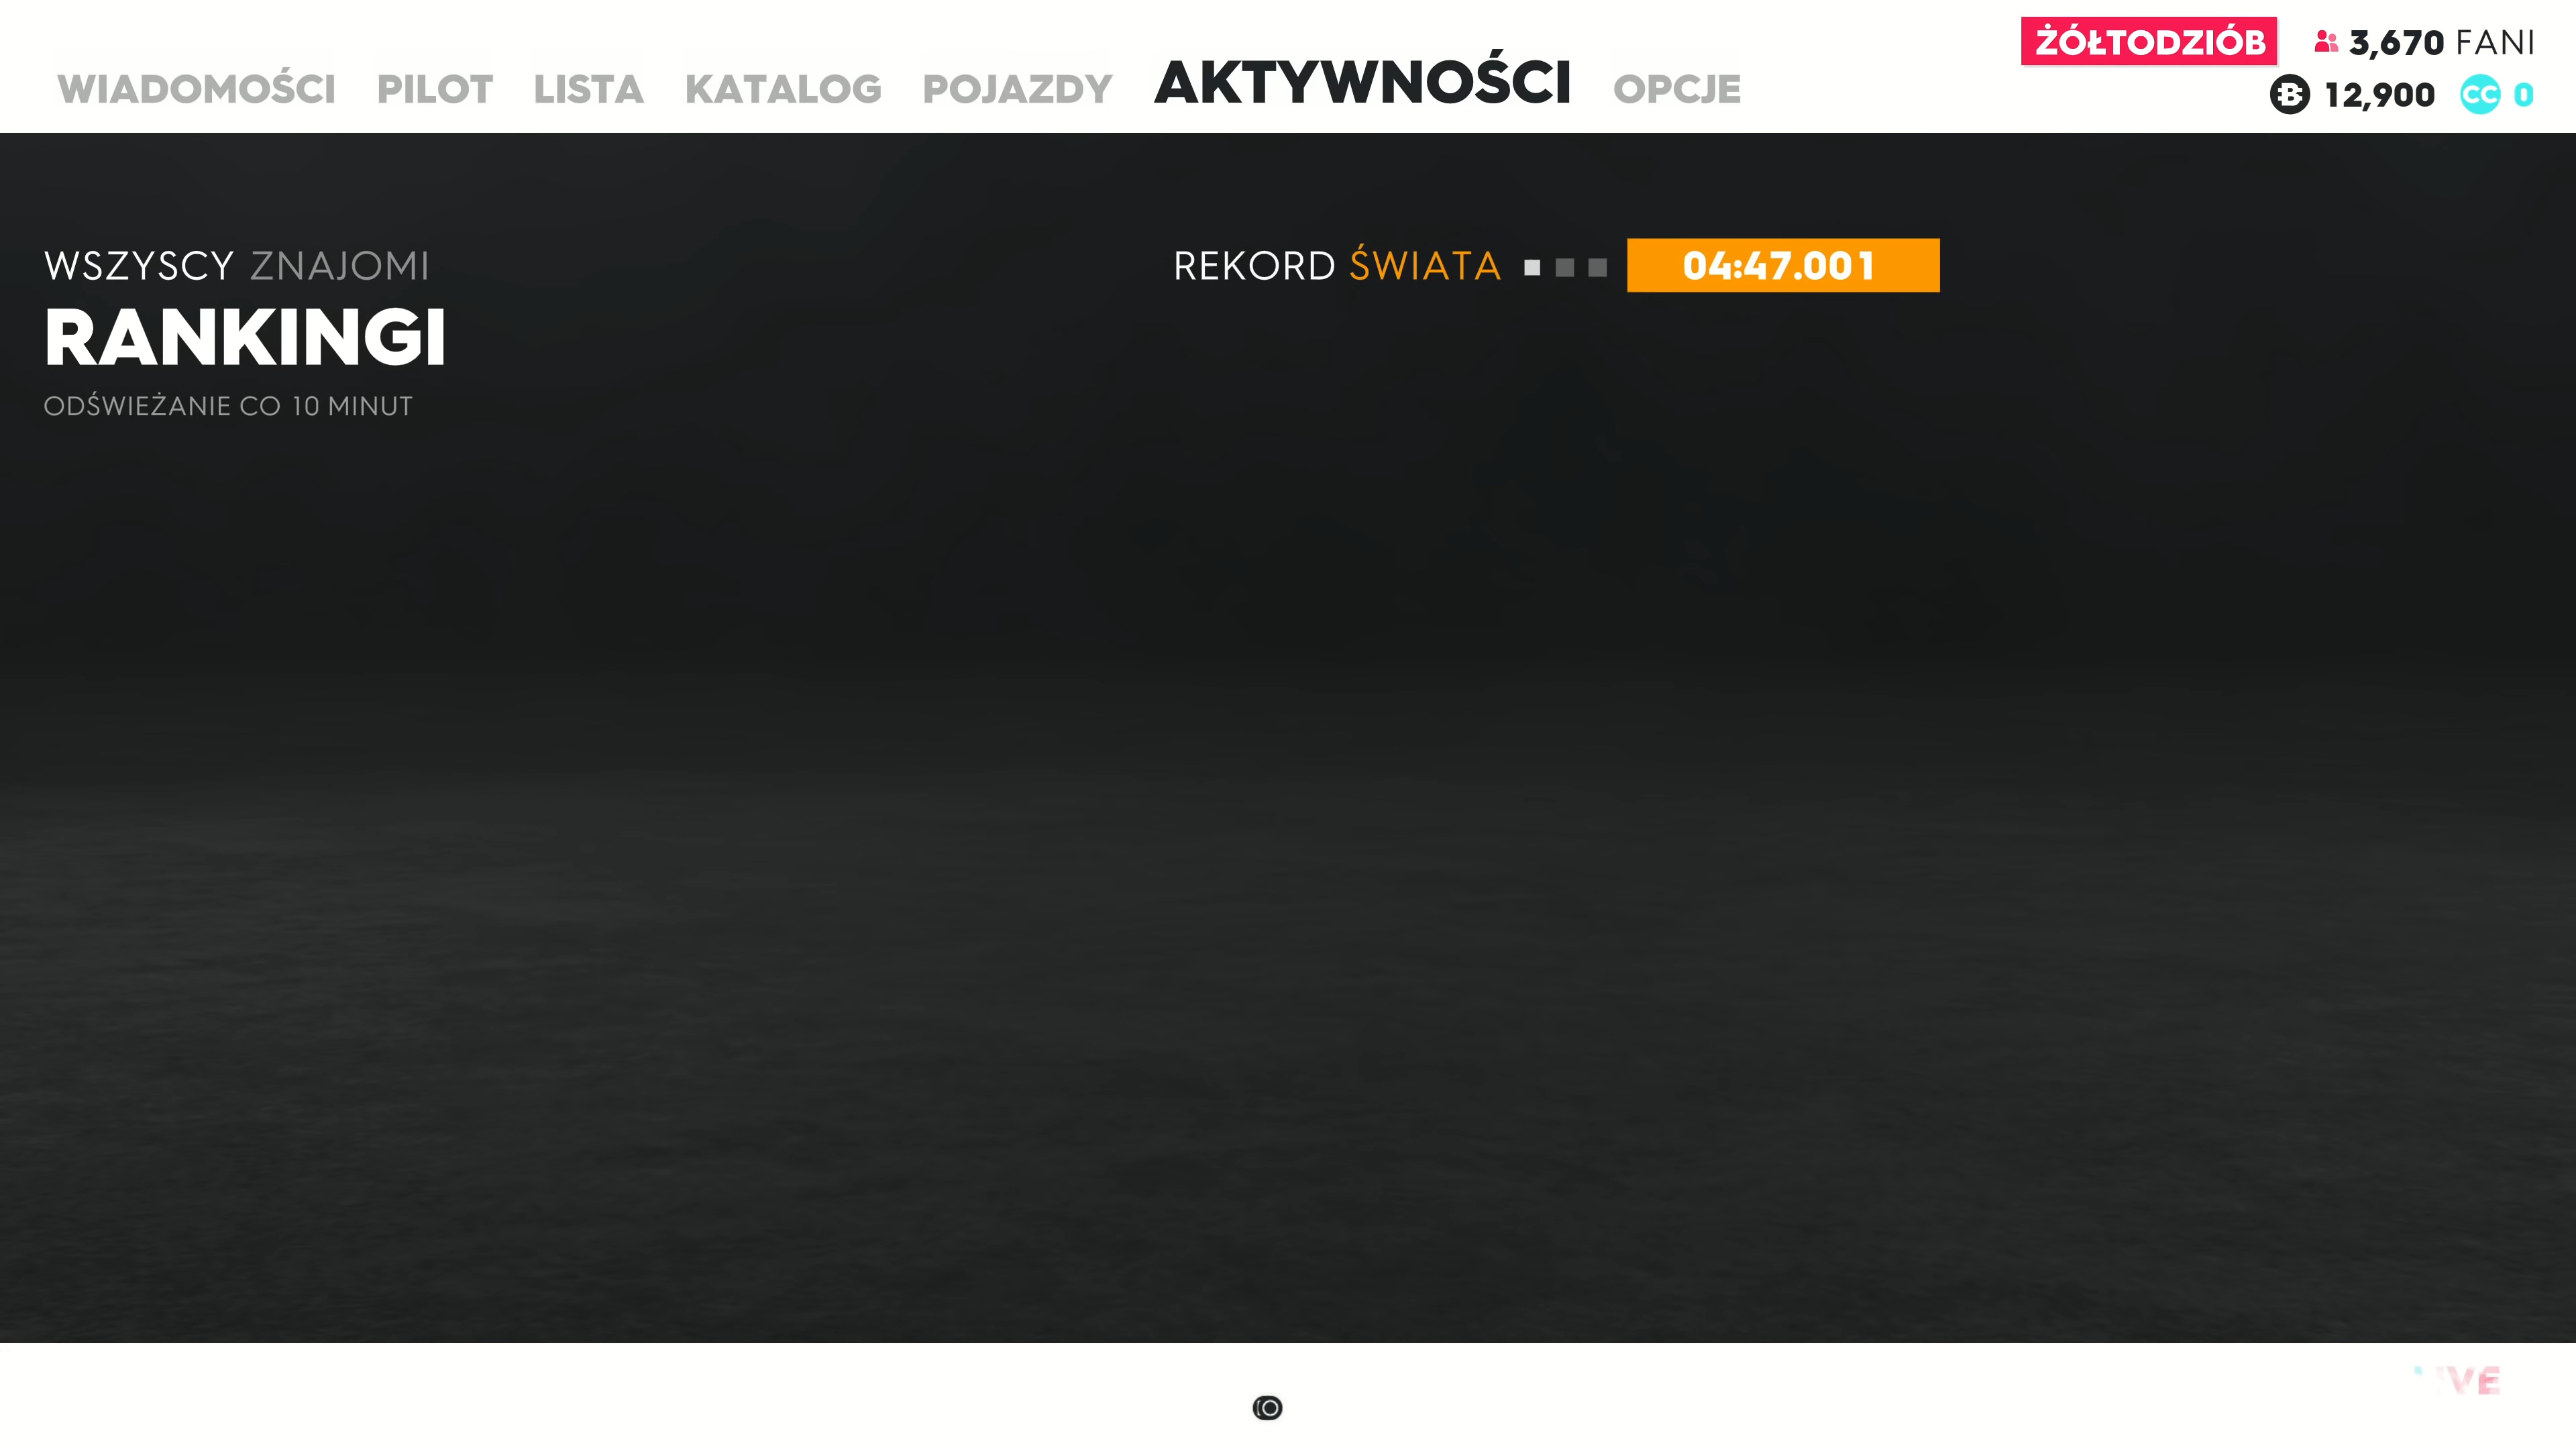 WIADOMOŚCI PILOT LISTA KATALOG POJAZDY AKTYWNOŚCI OPCJE
ŻÓŁTODZIÓB 3,670 FANI
12,900 CC 0
WSZYSCY ZNAJOMI
RANKINGI
ODŚWIEŻANIE CO 10 MINUT
REKORD ŚWIATA 04:47.001